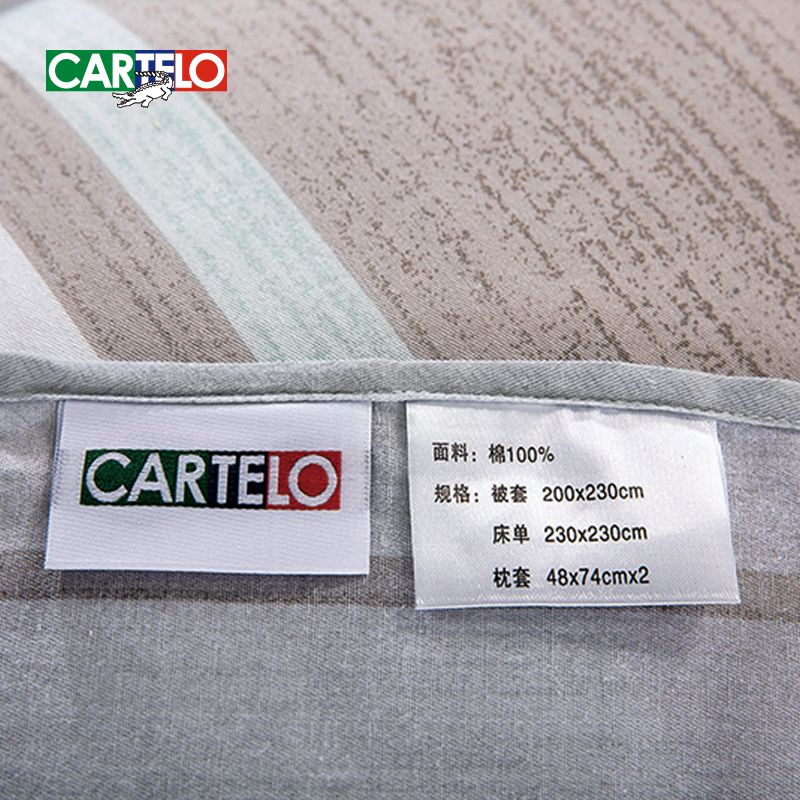 CARTELO
CARTELO
面料：棉100%
规格：被套 200x230cm
床单 230x230cm
枕套 48x74cmx2